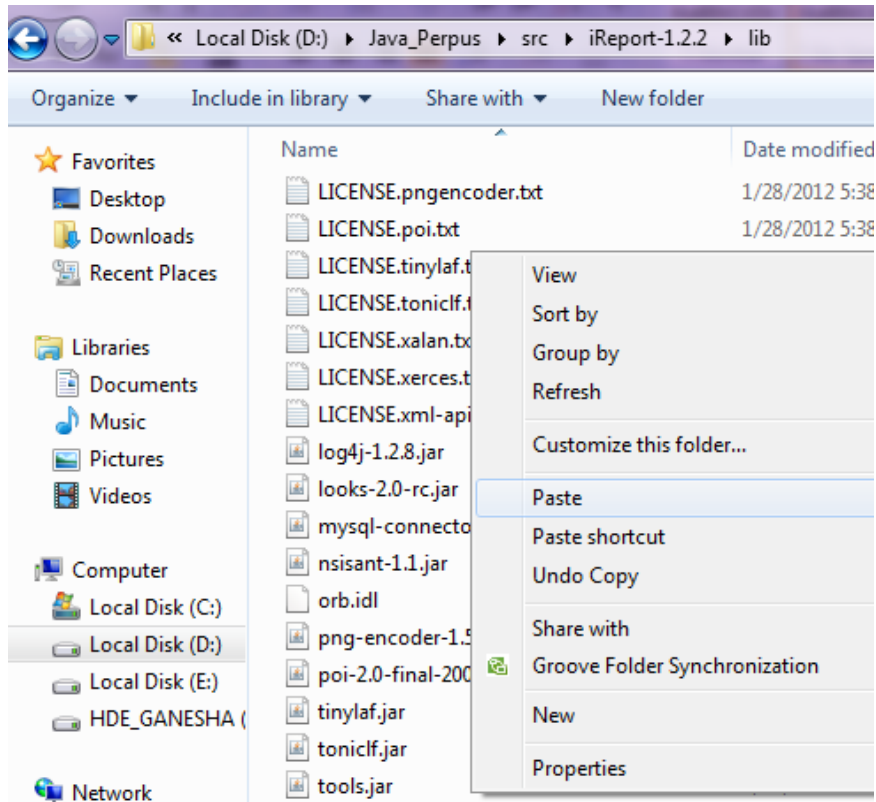 « Local Disk (D:) ▸ Java_Perpus ▸ src ▸ iReport-1.2.2 ▸ lib
Organize Include in library Share with New folder
Favorites
Desktop
Downloads
Recent Places
Libraries
Documents
Music
Pictures
Videos
Computer
Local Disk (C:)
Local Disk (D:)
Local Disk (E:)
HDE_GANESHA (
Network
Name Date modified
LICENSE.pngencoder.txt 1/28/2012 5:38
LICENSE.poi.txt 1/28/2012 5:38
LICENSE.tinylaf.t
LICENSE.toniclf.t
LICENSE.xalan.tx
LICENSE.xerces.t
LICENSE.xml-api
log4j-1.2.8.jar
looks-2.0-rc.jar
mysql-connecto
nsisant-1.1.jar
orb.idl
png-encoder-1.5
poi-2.0-final-200
tinylaf.jar
toniclf.jar
tools.jar
View
Sort by
Group by
Refresh
Customize this folder...
Paste
Paste shortcut
Undo Copy
Share with
Groove Folder Synchronization
New
Properties